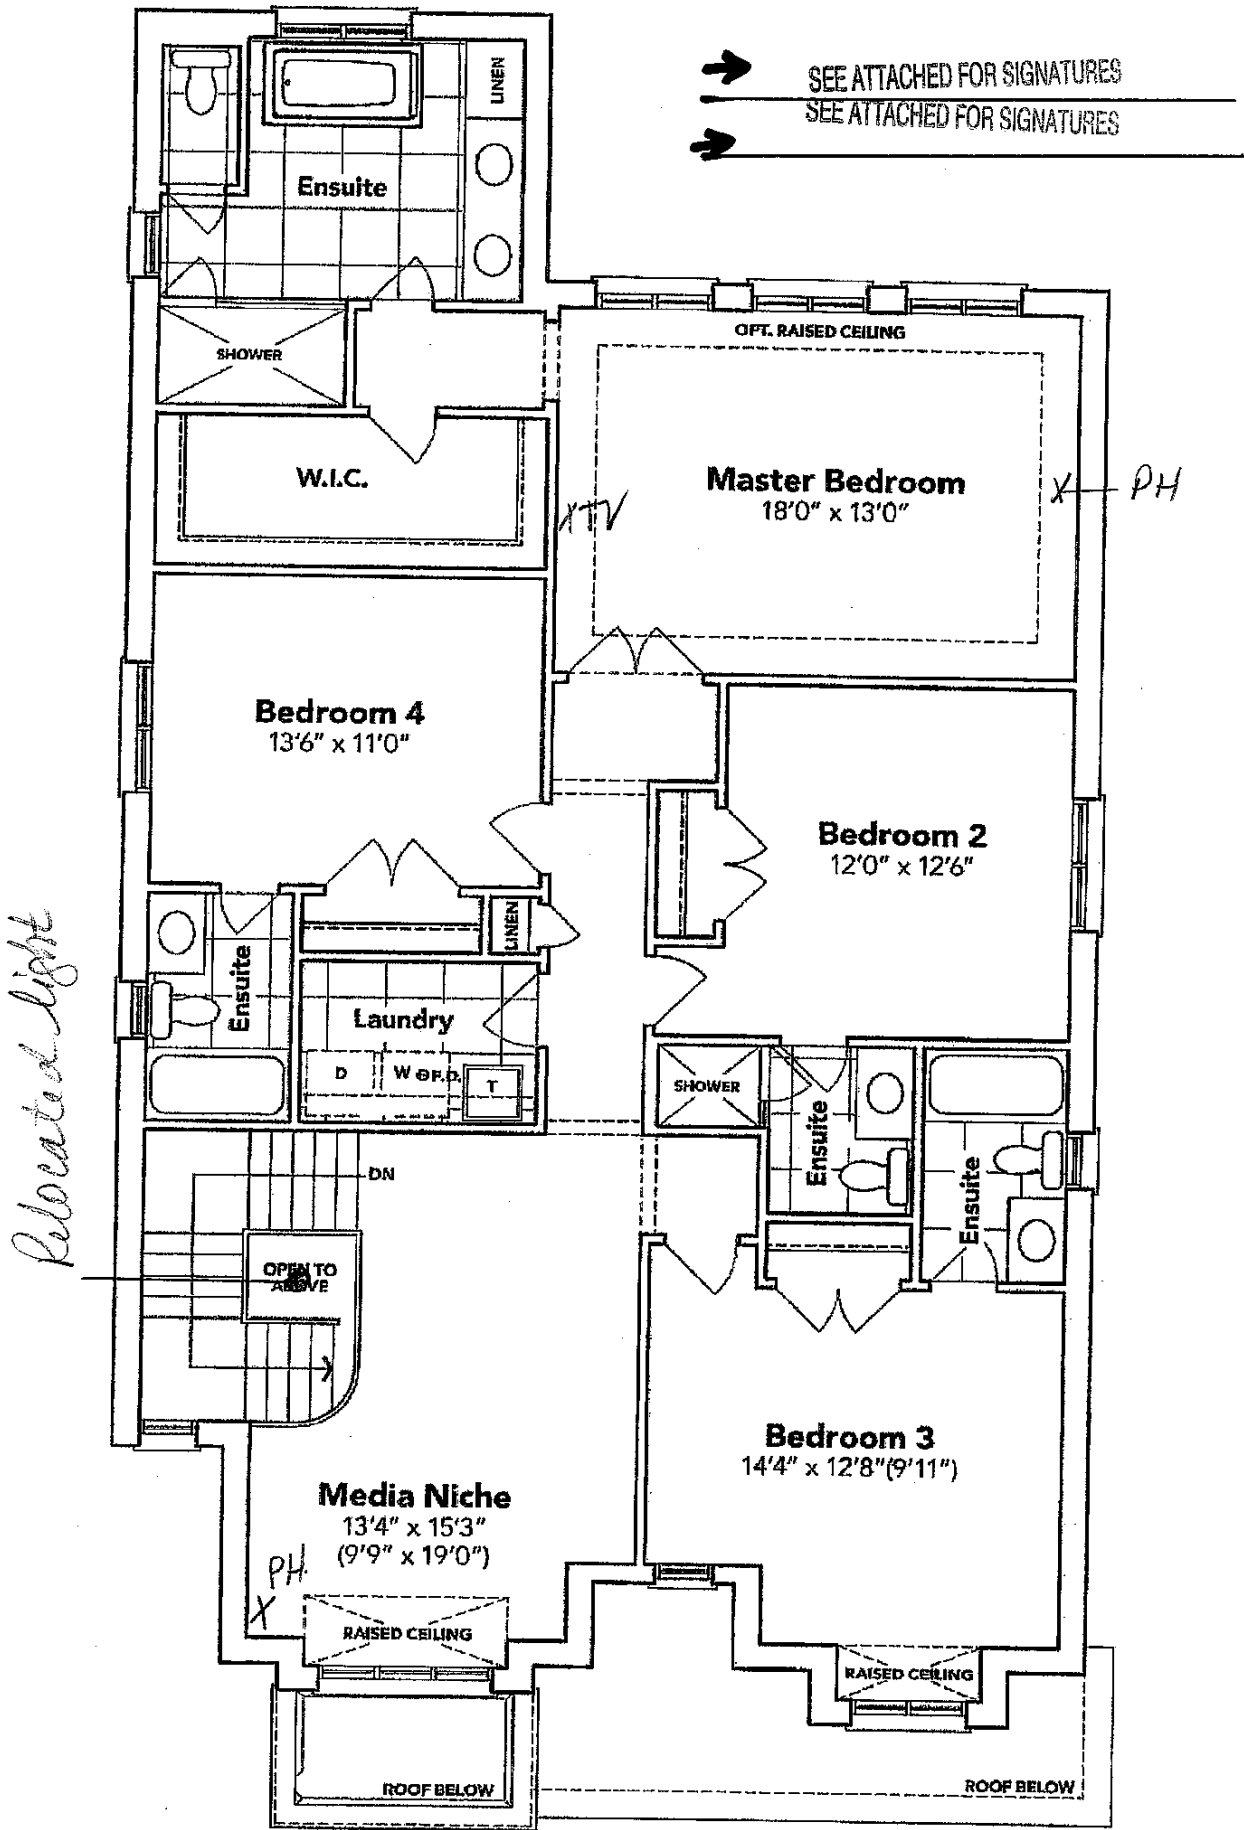 SEE ATTACHED FOR SIGNATURES
SEE ATTACHED FOR SIGNATURES
LINEN
Ensuite
OPT. RAISED CEILING
SHOWER
W.I.C.
Master Bedroom
18'0" x 13'0"
X PH
X TV
Bedroom 4
13'6" x 11'0"
Bedroom 2
12'0" x 12'6"
LINEN
Ensuite
Laundry
D
W
F.D.
T
SHOWER
Ensuite
Ensuite
Relocated light
DN
OPEN TO
ABOVE
Bedroom 3
14'4" x 12'8"(9'11")
Media Niche
13'4" x 15'3"
(9'9" x 19'0")
PH.
X
RAISED CEILING
RAISED CEILING
ROOF BELOW
ROOF BELOW